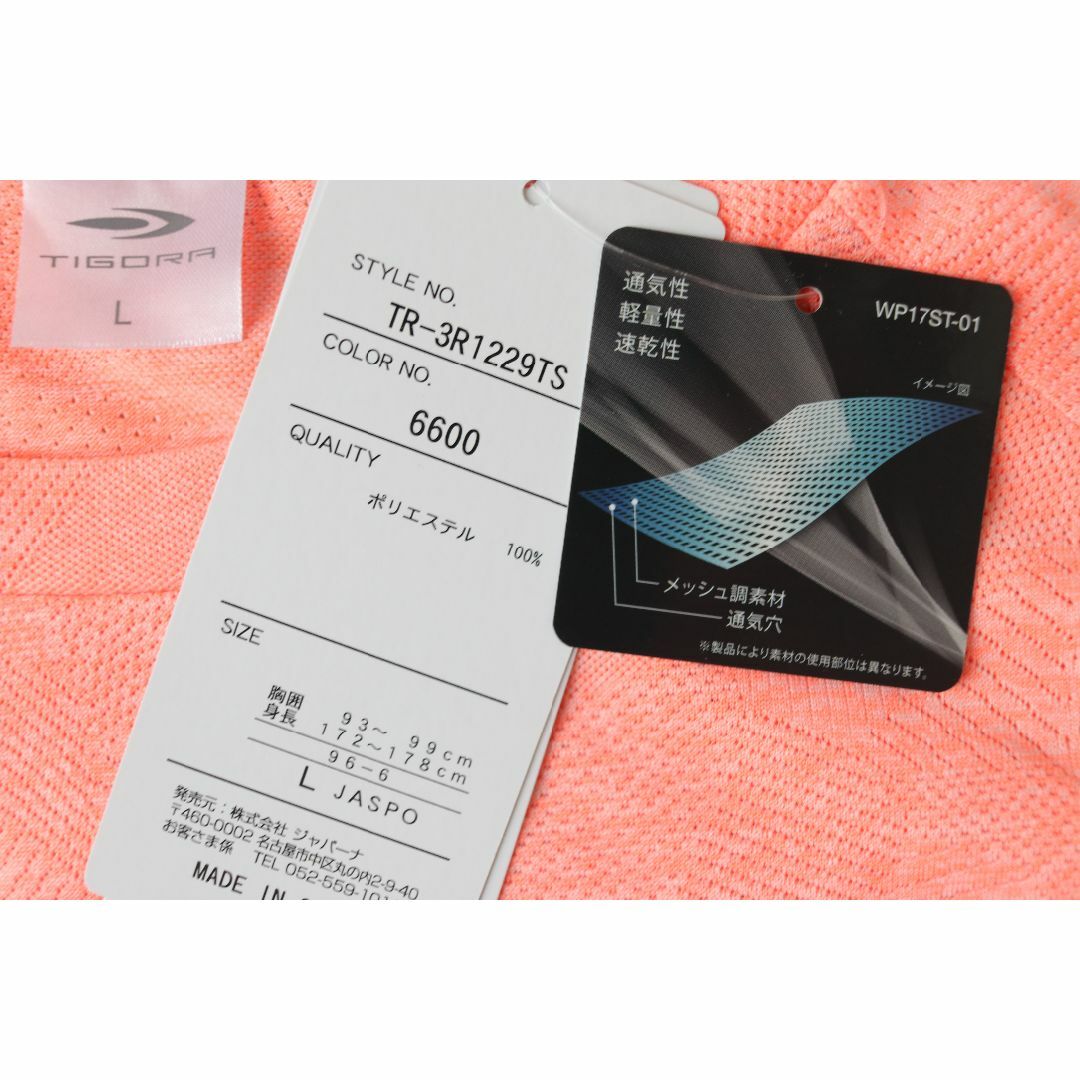 TIGORA
L
STYLE NO.
TR-3R1229TS
COLOR NO.
6600
QUALITY
ポリエステル 100%
SIZE
胸囲 93～ 99cm
身長 172～178cm
96-6
L JASPO
発売元:株式会社 ジャパーナ
〒460-0002 名古屋市中区丸の内2-9-40
お客さま係 TEL 052-559-101
MADE IN
通気性
軽量性
速乾性
WP17ST-01
イメージ図
メッシュ調素材
通気穴
※製品により素材の使用部位は異なります。